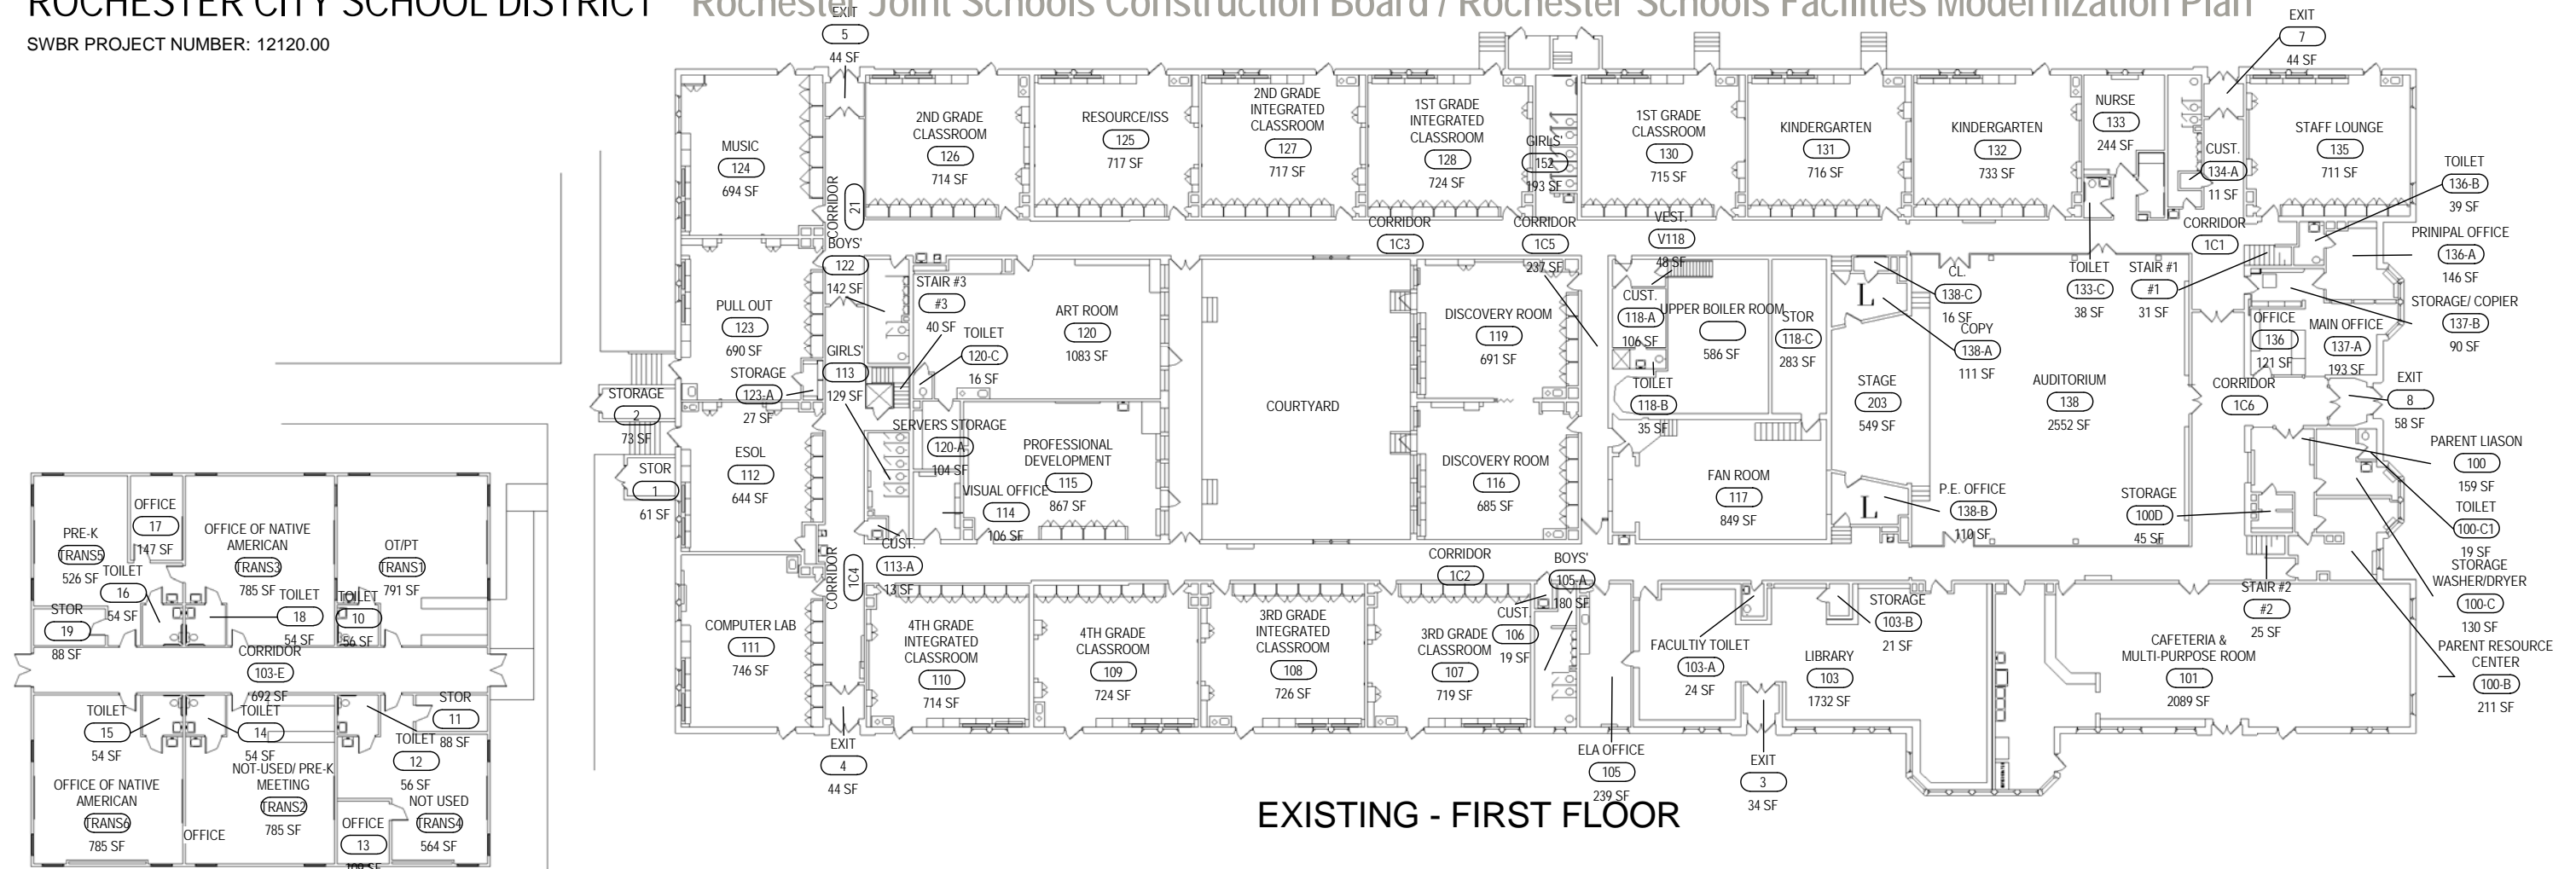 ROCHESTER CITY SCHOOL DISTRICT Rochester Joint Schools Construction Board / Rochester Schools Facilities Modernization Plan
SWBR PROJECT NUMBER: 12120.00
EXIT
5
44 SF
EXIT
7
44 SF
MUSIC
124
694 SF
CORRIDOR
21
2ND GRADE
CLASSROOM
126
714 SF
RESOURCE/ISS
125
717 SF
2ND GRADE
INTEGRATED
CLASSROOM
127
717 SF
1ST GRADE
INTEGRATED
CLASSROOM
128
724 SF
GIRLS'
152
193 SF
1ST GRADE
CLASSROOM
130
715 SF
KINDERGARTEN
131
716 SF
KINDERGARTEN
132
733 SF
NURSE
133
244 SF
CUST.
134-A
11 SF
STAFF LOUNGE
135
711 SF
TOILET
136-B
39 SF
CORRIDOR
1C3
CORRIDOR
1C5
237 SF
VEST.
V118
48 SF
CORRIDOR
1C1
PRINIPAL OFFICE
136-A
146 SF
BOYS'
122
142 SF
PULL OUT
123
690 SF
STAIR #3
#3
40 SF
TOILET
120-C
16 SF
ART ROOM
120
1083 SF
DISCOVERY ROOM
119
691 SF
CUST.
118-A
106 SF
UPPER BOILER ROOM
586 SF
STOR
118-C
283 SF
TOILET
118-B
35 SF
L
CL.
138-C
16 SF
COPY
138-A
111 SF
TOILET
133-C
38 SF
STAIR #1
#1
31 SF
STORAGE/ COPIER
137-B
90 SF
OFFICE
136
121 SF
MAIN OFFICE
137-A
193 SF
GIRLS'
113
129 SF
STORAGE
123-A
27 SF
STORAGE
2
73 SF
COURTYARD
STAGE
203
549 SF
AUDITORIUM
138
2552 SF
CORRIDOR
1C6
EXIT
8
58 SF
SERVERS STORAGE
120-A
104 SF
PROFESSIONAL
DEVELOPMENT
115
867 SF
ESOL
112
644 SF
STOR
1
61 SF
VISUAL OFFICE
114
106 SF
DISCOVERY ROOM
116
685 SF
FAN ROOM
117
849 SF
L
P.E. OFFICE
138-B
110 SF
STORAGE
100D
45 SF
PARENT LIASON
100
159 SF
TOILET
100-C1
19 SF
STORAGE
WASHER/DRYER
100-C
130 SF
PARENT RESOURCE
CENTER
100-B
211 SF
CUST.
113-A
13 SF
CORRIDOR
1C4
CORRIDOR
1C2
BOYS'
105-A
180 SF
CUST.
106
19 SF
STAIR #2
#2
25 SF
COMPUTER LAB
111
746 SF
4TH GRADE
INTEGRATED
CLASSROOM
110
714 SF
4TH GRADE
CLASSROOM
109
724 SF
3RD GRADE
INTEGRATED
CLASSROOM
108
726 SF
3RD GRADE
CLASSROOM
107
719 SF
FACULTIY TOILET
103-A
24 SF
STORAGE
103-B
21 SF
LIBRARY
103
1732 SF
CAFETERIA &
MULTI-PURPOSE ROOM
101
2089 SF
EXIT
4
44 SF
ELA OFFICE
105
239 SF
EXIT
3
34 SF
EXISTING - FIRST FLOOR
PRE-K
TRANS5
526 SF
OFFICE
17
147 SF
OFFICE OF NATIVE
AMERICAN
TRANS3
785 SF
OT/PT
TRANS1
791 SF
TOILET
16
54 SF
STOR
19
88 SF
TOILET
18
54 SF
TOILET
10
56 SF
CORRIDOR
103-E
692 SF
TOILET
15
54 SF
TOILET
14
54 SF
STOR
11
88 SF
TOILET
12
56 SF
OFFICE OF NATIVE
AMERICAN
TRANS6
785 SF
NOT-USED/ PRE-K
MEETING
TRANS2
785 SF
OFFICE
NOT USED
TRANS4
564 SF
OFFICE
13
109 SF